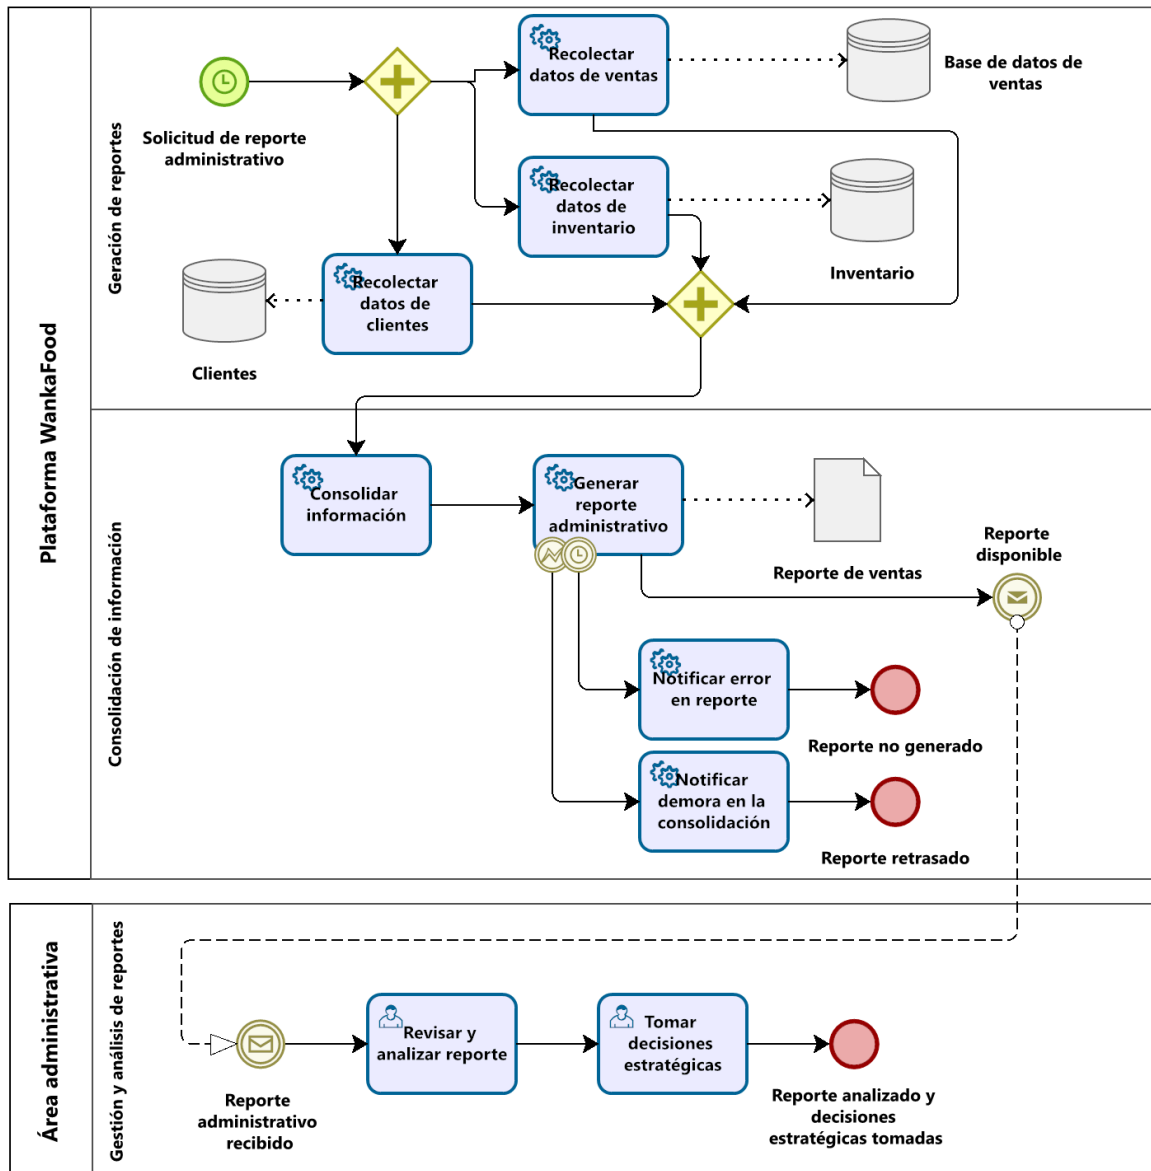 Plataforma WankaFood
Geración de reportes
Solicitud de reporte
administrativo
Recolectar
datos de ventas
Base de datos de
ventas
Recolectar
datos de
inventario
Inventario
Recolectar
datos de
clientes
Clientes
Consolidación de información
Consolidar
información
Generar
reporte
administrativo
Reporte de ventas
Reporte
disponible
Notificar error
en reporte
Reporte no generado
Notificar
demora en la
consolidación
Reporte retrasado
Área administrativa
Gestión y análisis de reportes
Reporte
administrativo
recibido
Revisar y
analizar reporte
Tomar
decisiones
estratégicas
Reporte analizado y
decisiones
estratégicas tomadas